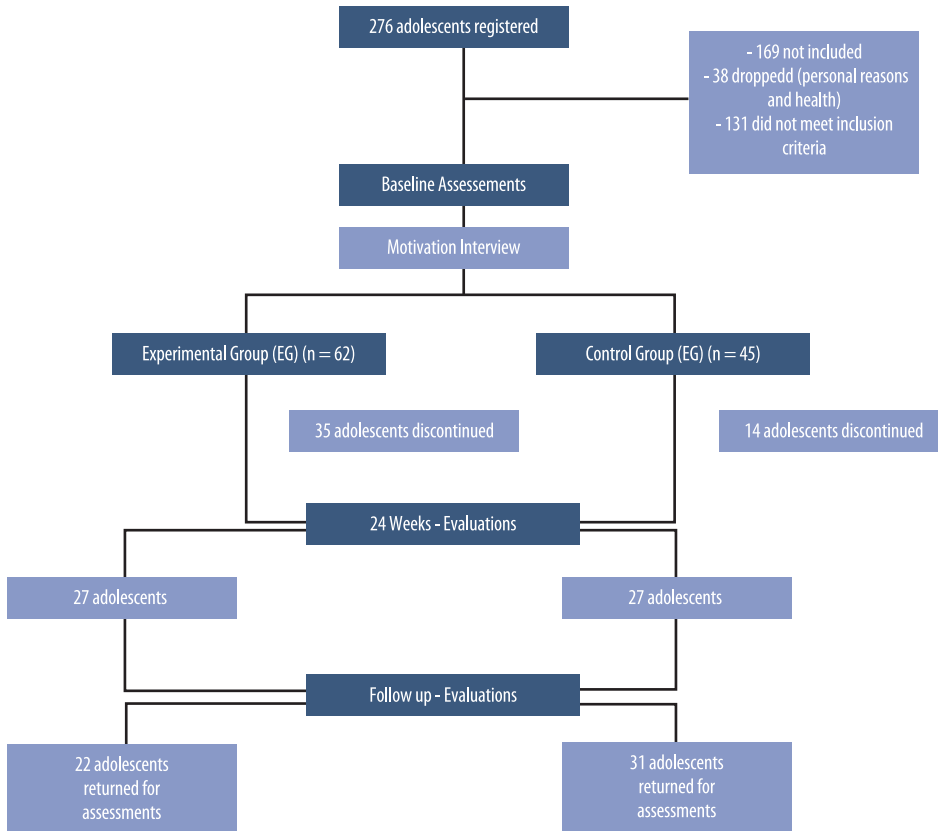 276 adolescents registered
- 169 not included
- 38 droppedd (personal reasons
and health)
- 131 did not meet inclusion
criteria
Baseline Assessements
Motivation Interview
Experimental Group (EG) (n = 62)
Control Group (EG) (n = 45)
35 adolescents discontinued
14 adolescents discontinued
24 Weeks - Evaluations
27 adolescents
27 adolescents
Follow up - Evaluations
22 adolescents
returned for
assessments
31 adolescents
returned for
assessments